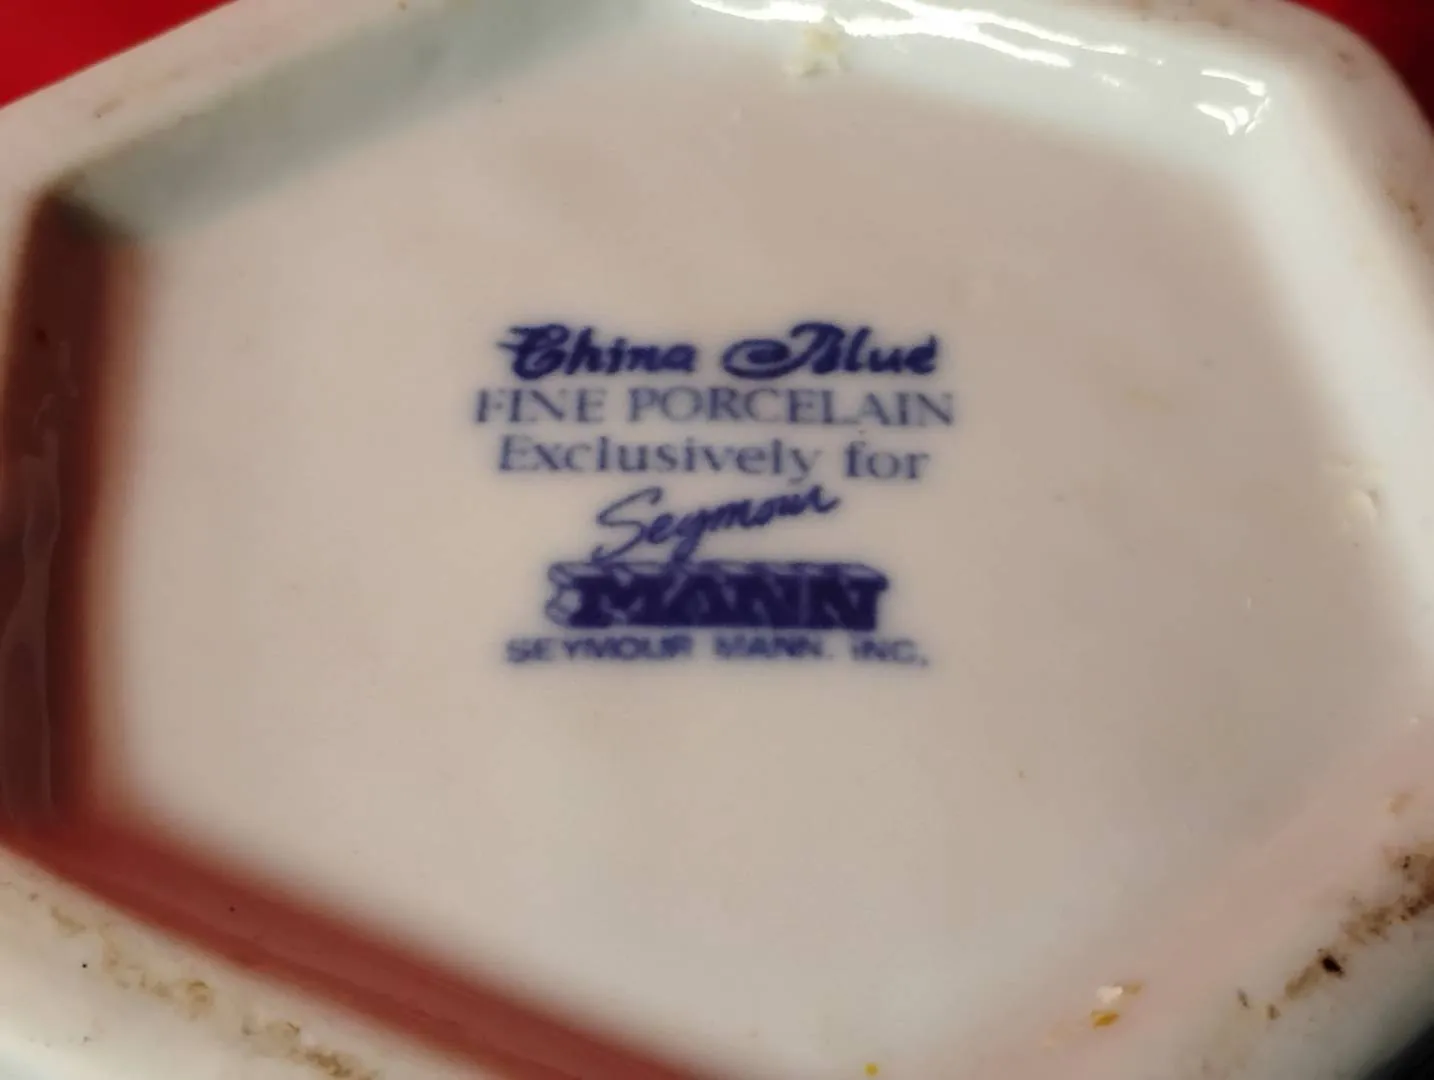 China Blue
FINE PORCELAIN
Exclusively for
Seymour
MANN
SEYMOUR MANN. INC.